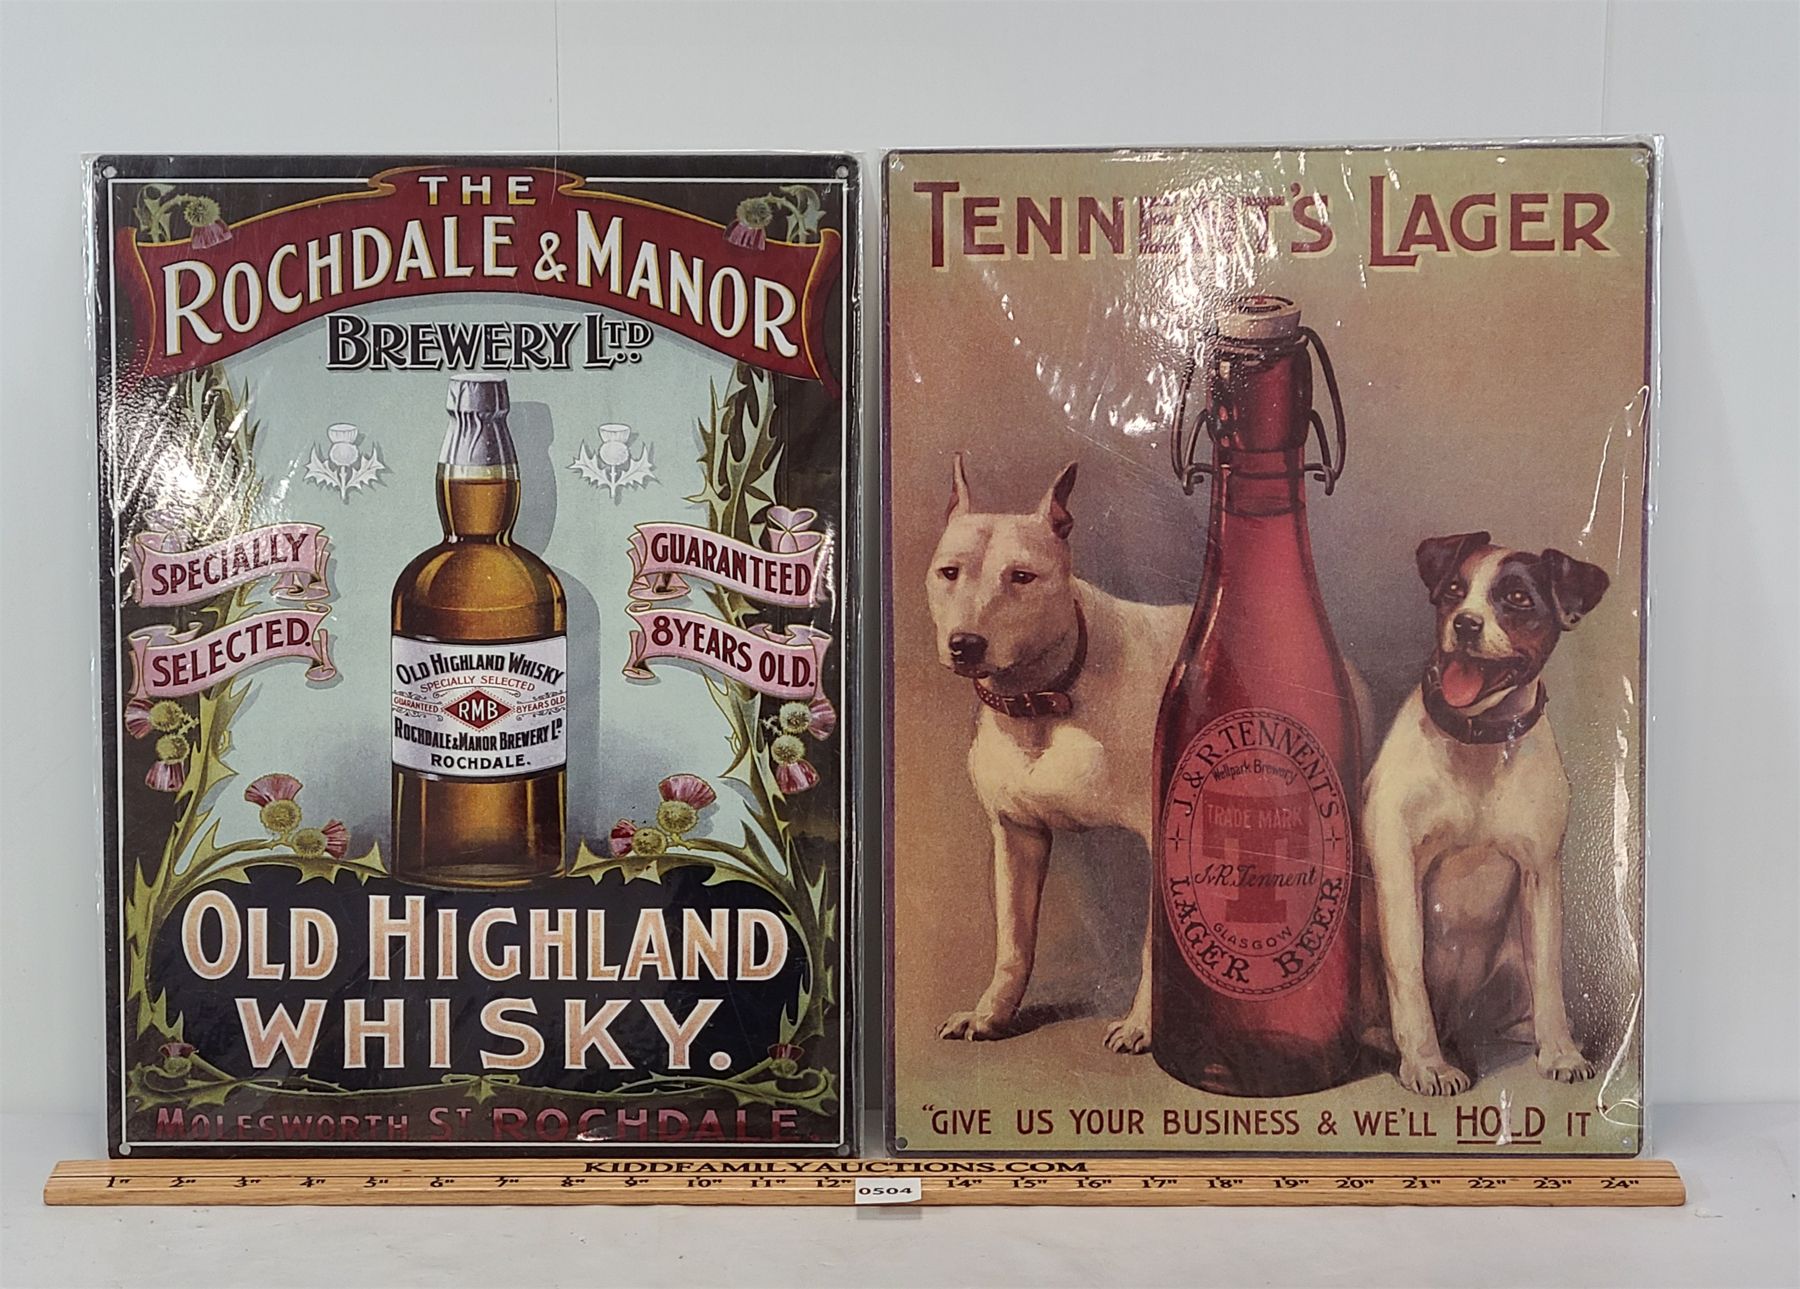 THE
ROCHDALE & MANOR
BREWERY LTD.
SPECIALLY
SELECTED.
GUARANTEED
8 YEARS OLD.
OLD HIGHLAND WHISKY
SPECIALLY SELECTED
GUARANTEED RMB 8 YEARS OLD
ROCHDALE & MANOR BREWERY LD
ROCHDALE.
OLD HIGHLAND
WHISKY.
MOLESWORTH ST ROCHDALE.
TENNENT'S LAGER
J & R. TENNENT'S
Wellpark Brewery
TRADE MARK
T
J & R. Tennent
GLASGOW
LAGER BEER
"GIVE US YOUR BUSINESS & WE'LL HOLD IT"
KIDDFAMILYAUCTIONS.COM
1" 2" 3" 4" 5" 6" 7" 8" 9" 10" 11" 12" 14" 15" 16" 17" 18" 19" 20" 21" 22" 23" 24"
0504